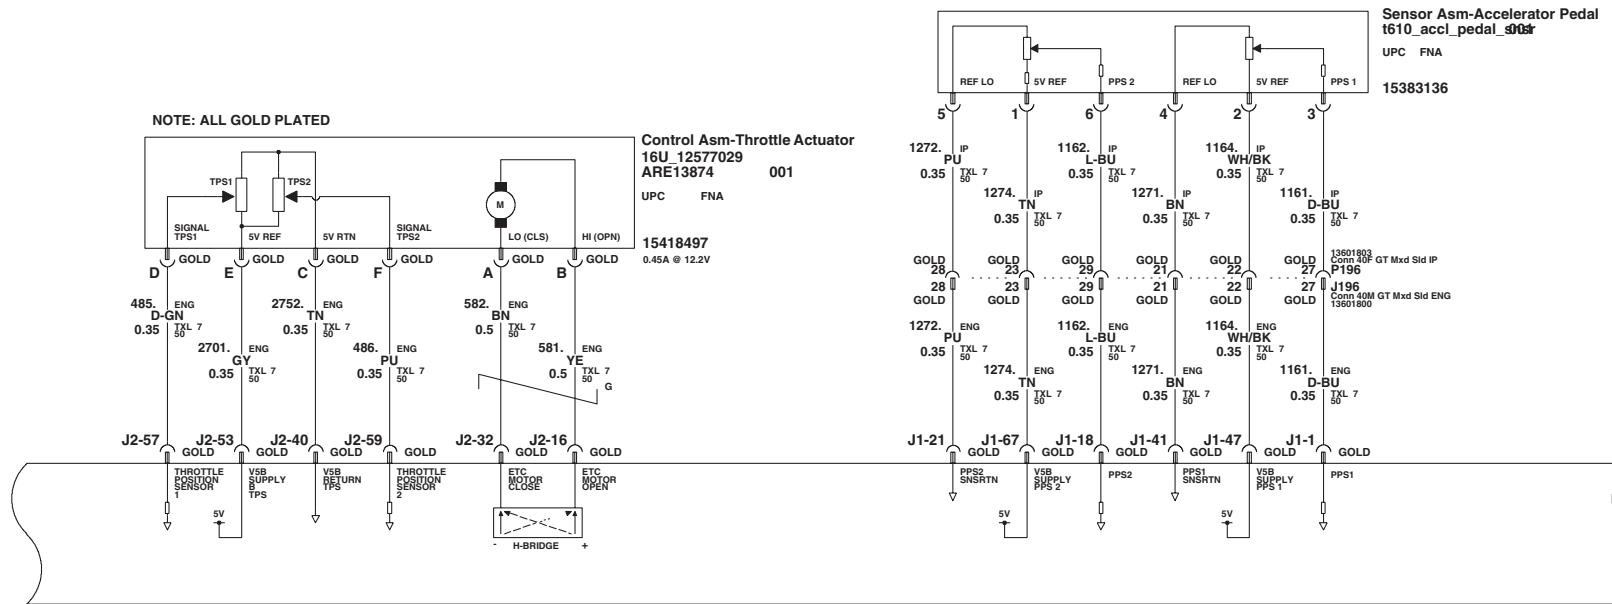 Sensor Asm-Accelerator Pedal
t610_accl_pedal_snsr 001
UPC FNA
15383136
REF LO
5V REF
PPS 2
REF LO
5V REF
PPS 1
5
1
6
4
2
3
NOTE: ALL GOLD PLATED
Control Asm-Throttle Actuator
16U_12577029
ARE13874 001
UPC FNA
15418497
0.45A @ 12.2V
TPS1
TPS2
M
SIGNAL
TPS1
5V REF
5V RTN
SIGNAL
TPS2
LO (CLS)
HI (OPN)
D GOLD
E GOLD
C GOLD
F GOLD
A GOLD
B GOLD
485. ENG
D-GN
0.35 TXL 7
50
2701. ENG
GY
0.35 TXL 7
50
2752. ENG
TN
0.35 TXL 7
50
486. ENG
PU
0.35 TXL 7
50
582. ENG
BN
0.5 TXL 7
50
581. ENG
YE
0.5 TXL 7
50
G
1272. IP
PU
0.35 TXL 7
50
1274. IP
TN
0.35 TXL 7
50
1162. IP
L-BU
0.35 TXL 7
50
1271. IP
BN
0.35 TXL 7
50
1164. IP
WH/BK
0.35 TXL 7
50
1161. IP
D-BU
0.35 TXL 7
50
GOLD
28
28
GOLD
GOLD
23
23
GOLD
GOLD
29
29
GOLD
GOLD
21
21
GOLD
GOLD
22
22
GOLD
GOLD
27
27
GOLD
13601803
Conn 40F GT Mxd Sld IP
P196
J196
Conn 40M GT Mxd Sld ENG
13601800
1272. ENG
PU
0.35 TXL 7
50
1274. ENG
TN
0.35 TXL 7
50
1162. ENG
L-BU
0.35 TXL 7
50
1271. ENG
BN
0.35 TXL 7
50
1164. ENG
WH/BK
0.35 TXL 7
50
1161. ENG
D-BU
0.35 TXL 7
50
J2-57 GOLD
J2-53 GOLD
J2-40 GOLD
J2-59 GOLD
J2-32 GOLD
J2-16 GOLD
J1-21 GOLD
J1-67 GOLD
J1-18 GOLD
J1-41 GOLD
J1-47 GOLD
J1-1 GOLD
THROTTLE
POSITION
SENSOR
1
V5B
SUPPLY
B
TPS
V5B
RETURN
TPS
THROTTLE
POSITION
SENSOR
2
ETC
MOTOR
CLOSE
ETC
MOTOR
OPEN
PPS2
SNSRTN
V5B
SUPPLY
PPS 2
PPS2
PPS1
SNSRTN
V5B
SUPPLY
PPS 1
PPS1
5V
5V
5V
- H-BRIDGE +